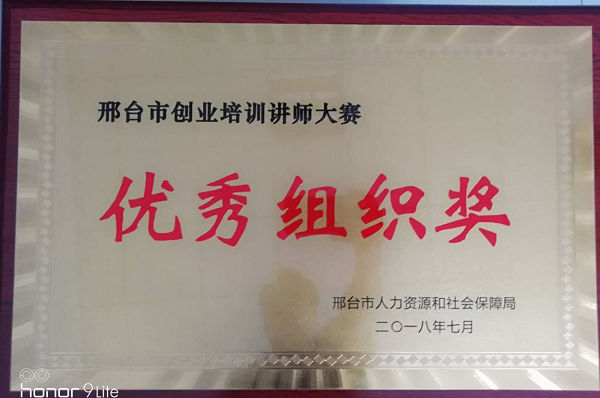 邢台市创业培训讲师大赛
优秀组织奖
邢台市人力资源和社会保障局
二〇一八年七月
honor 9 Lite